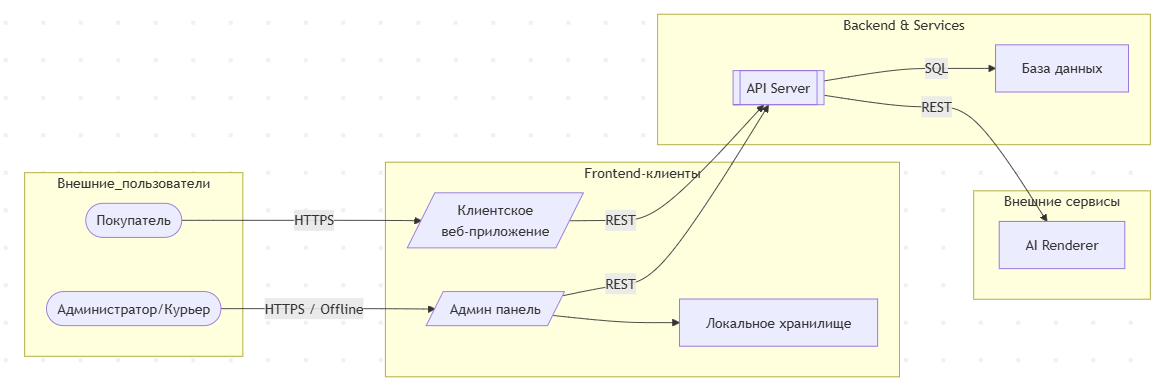 Backend & Services
API Server
SQL
База данных
REST
Внешние_пользователи
Покупатель
HTTPS
Администратор/Курьер
HTTPS / Offline
Frontend-клиенты
Клиентское
веб-приложение
REST
Админ панель
REST
Локальное хранилище
Внешние сервисы
AI Renderer